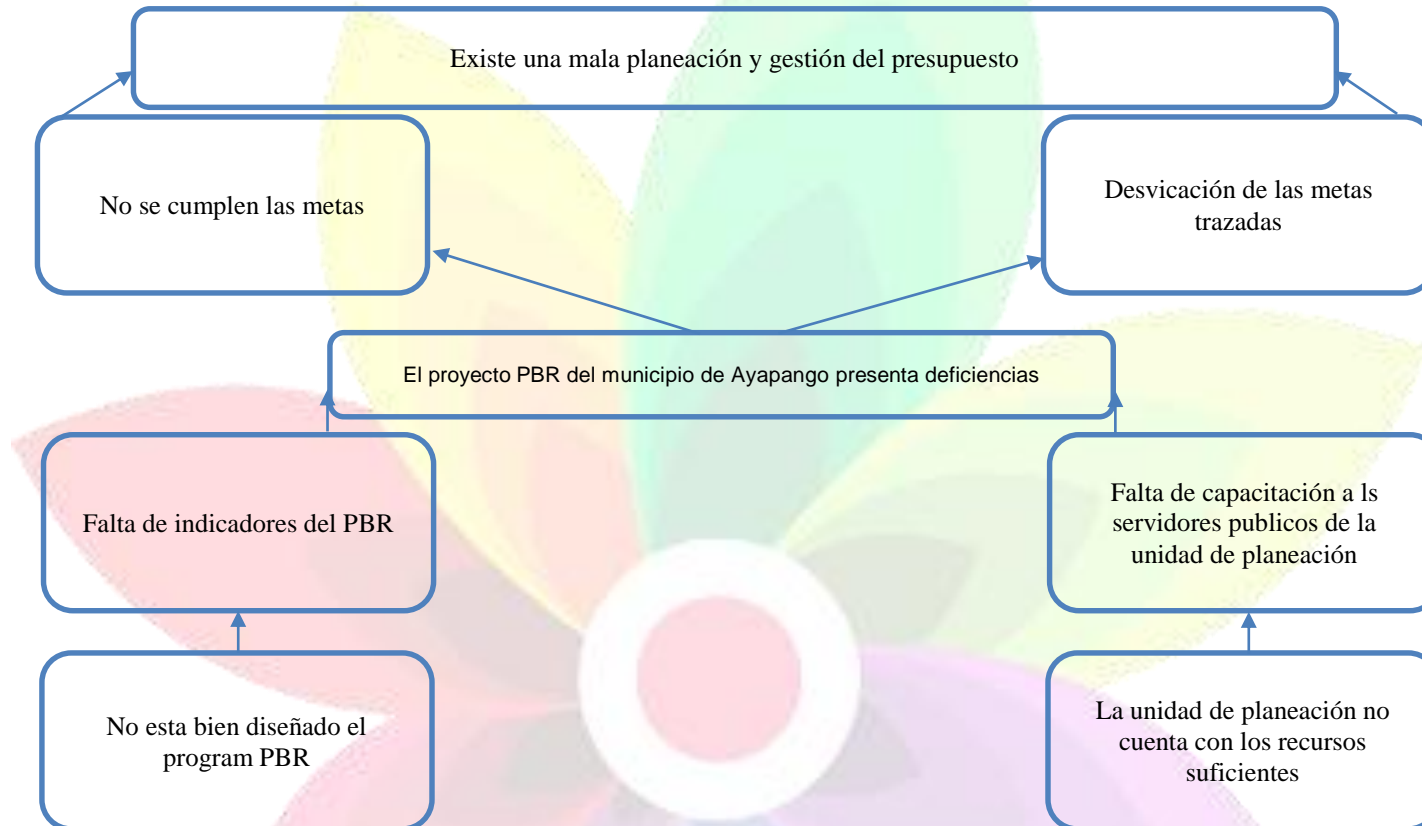 Existe una mala planeación y gestión del presupuesto
No se cumplen las metas
Desvicación de las metas
trazadas
El proyecto PBR del municipio de Ayapango presenta deficiencias
Falta de indicadores del PBR
Falta de capacitación a ls
servidores publicos de la
unidad de planeación
No esta bien diseñado el
program PBR
La unidad de planeación no
cuenta con los recursos
suficientes